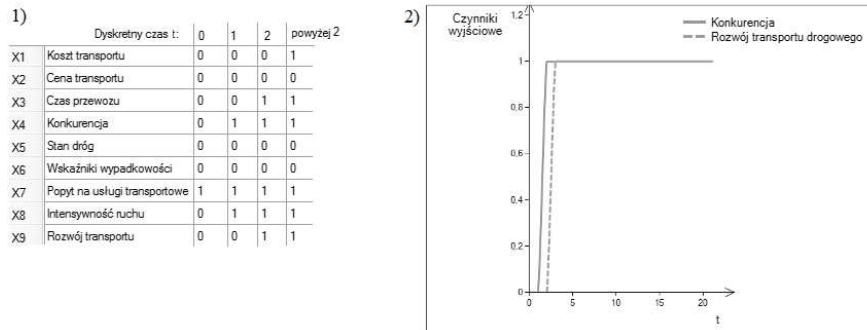 1)
Dyskretny czas t: 0 1 2 powyżej 2
X1 Koszt transportu 0 0 0 1
X2 Cena transportu 0 0 0 0
X3 Czas przewozu 0 0 1 1
X4 Konkurencja 0 1 1 1
X5 Stan dróg 0 0 0 0
X6 Wskaźniki wypadkowości 0 0 0 0
X7 Popyt na usługi transportowe 1 1 1 1
X8 Intensywność ruchu 0 1 1 1
X9 Rozwój transportu 0 0 1 1
2)
Czynniki
wyjściowe
1,2
1
0,8
0,6
0,4
0,2
0
0 5 10 15 20
t
Konkurencja
Rozwój transportu drogowego